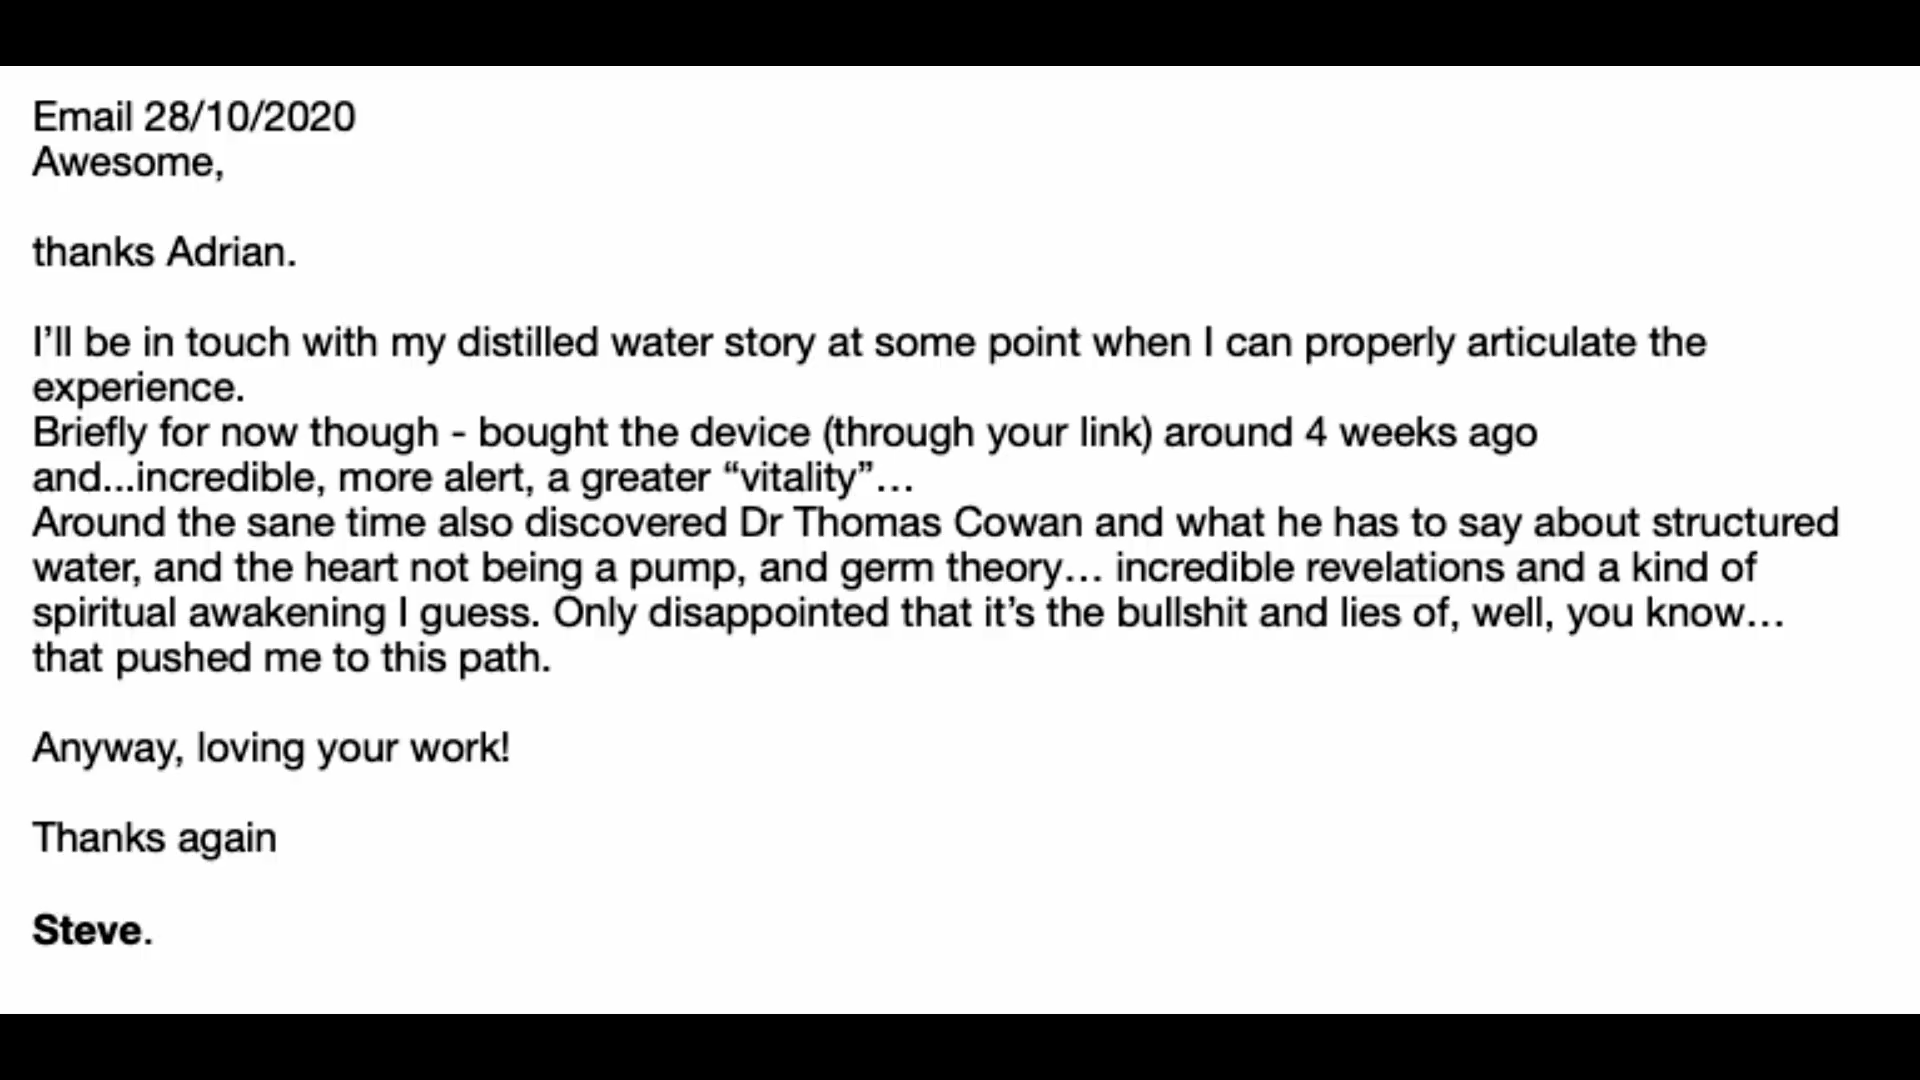 Email 28/10/2020
Awesome,
thanks Adrian.
I’ll be in touch with my distilled water story at some point when I can properly articulate the
experience.
Briefly for now though - bought the device (through your link) around 4 weeks ago
and...incredible, more alert, a greater “vitality”…
Around the sane time also discovered Dr Thomas Cowan and what he has to say about structured
water, and the heart not being a pump, and germ theory… incredible revelations and a kind of
spiritual awakening I guess. Only disappointed that it’s the bullshit and lies of, well, you know…
that pushed me to this path.
Anyway, loving your work!
Thanks again
Steve.